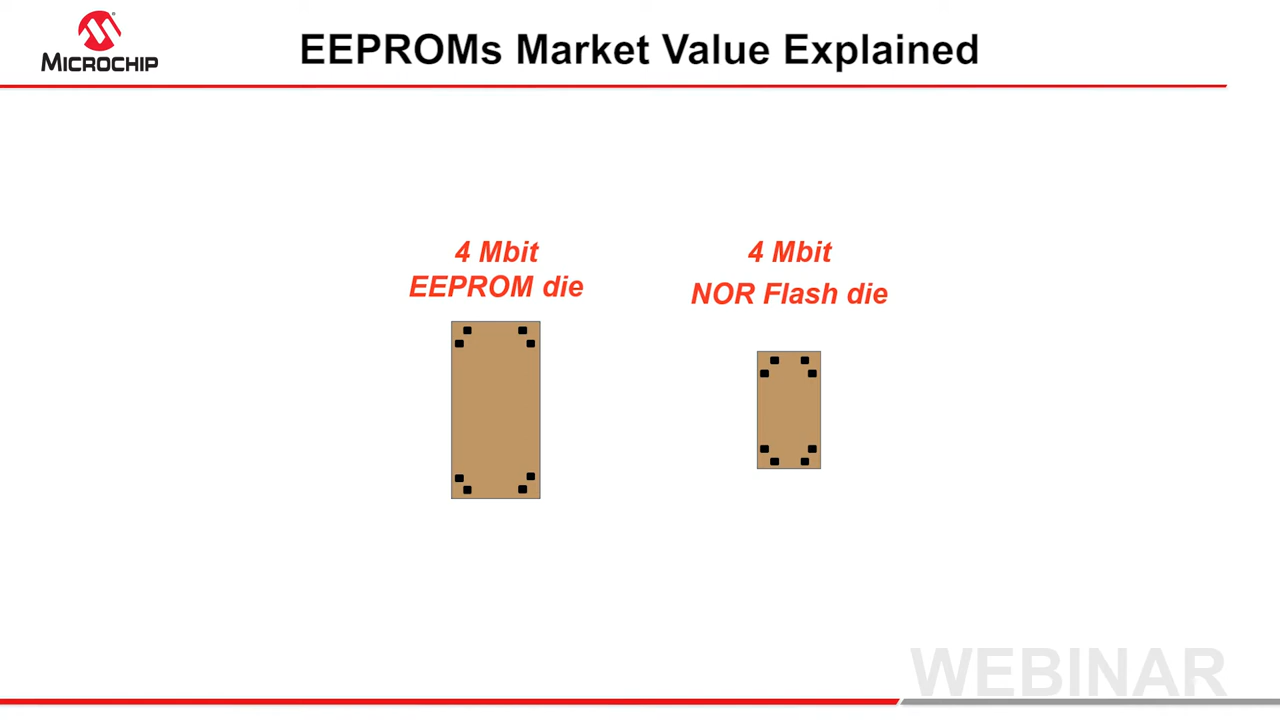 MICROCHIP
EEPROMs Market Value Explained
4 Mbit
EEPROM die
4 Mbit
NOR Flash die
WEBINAR